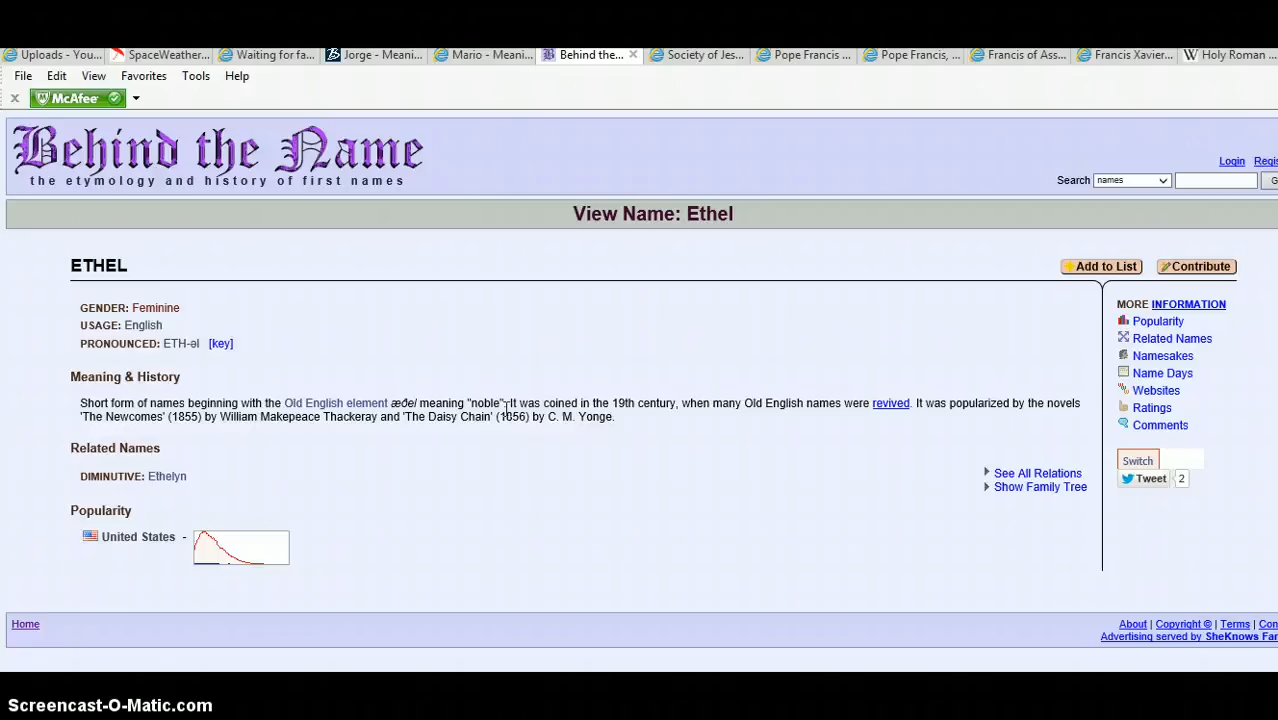 Uploads - You... SpaceWeather... Waiting for fa... Jorge - Meani... Mario - Meani... Behind the... Society of Jes... Pope Francis ... Pope Francis, ... Francis of Ass... Francis Xavier... Holy Roman ...
File Edit View Favorites Tools Help
x McAfee
Behind the Name
the etymology and history of first names
Login Regis
Search names G
View Name: Ethel
ETHEL
Add to List Contribute
GENDER: Feminine
USAGE: English
PRONOUNCED: ETH-əl [key]
Meaning & History
Short form of names beginning with the Old English element æðel meaning "noble". It was coined in the 19th century, when many Old English names were revived. It was popularized by the novels
'The Newcomes' (1855) by William Makepeace Thackeray and 'The Daisy Chain' (1856) by C. M. Yonge.
Related Names
DIMINUTIVE: Ethelyn
See All Relations
Show Family Tree
Popularity
United States -
MORE INFORMATION
Popularity
Related Names
Namesakes
Name Days
Websites
Ratings
Comments
Switch
Tweet 2
Home
About | Copyright © | Terms | Con
Advertising served by SheKnows Fam
Screencast-O-Matic.com